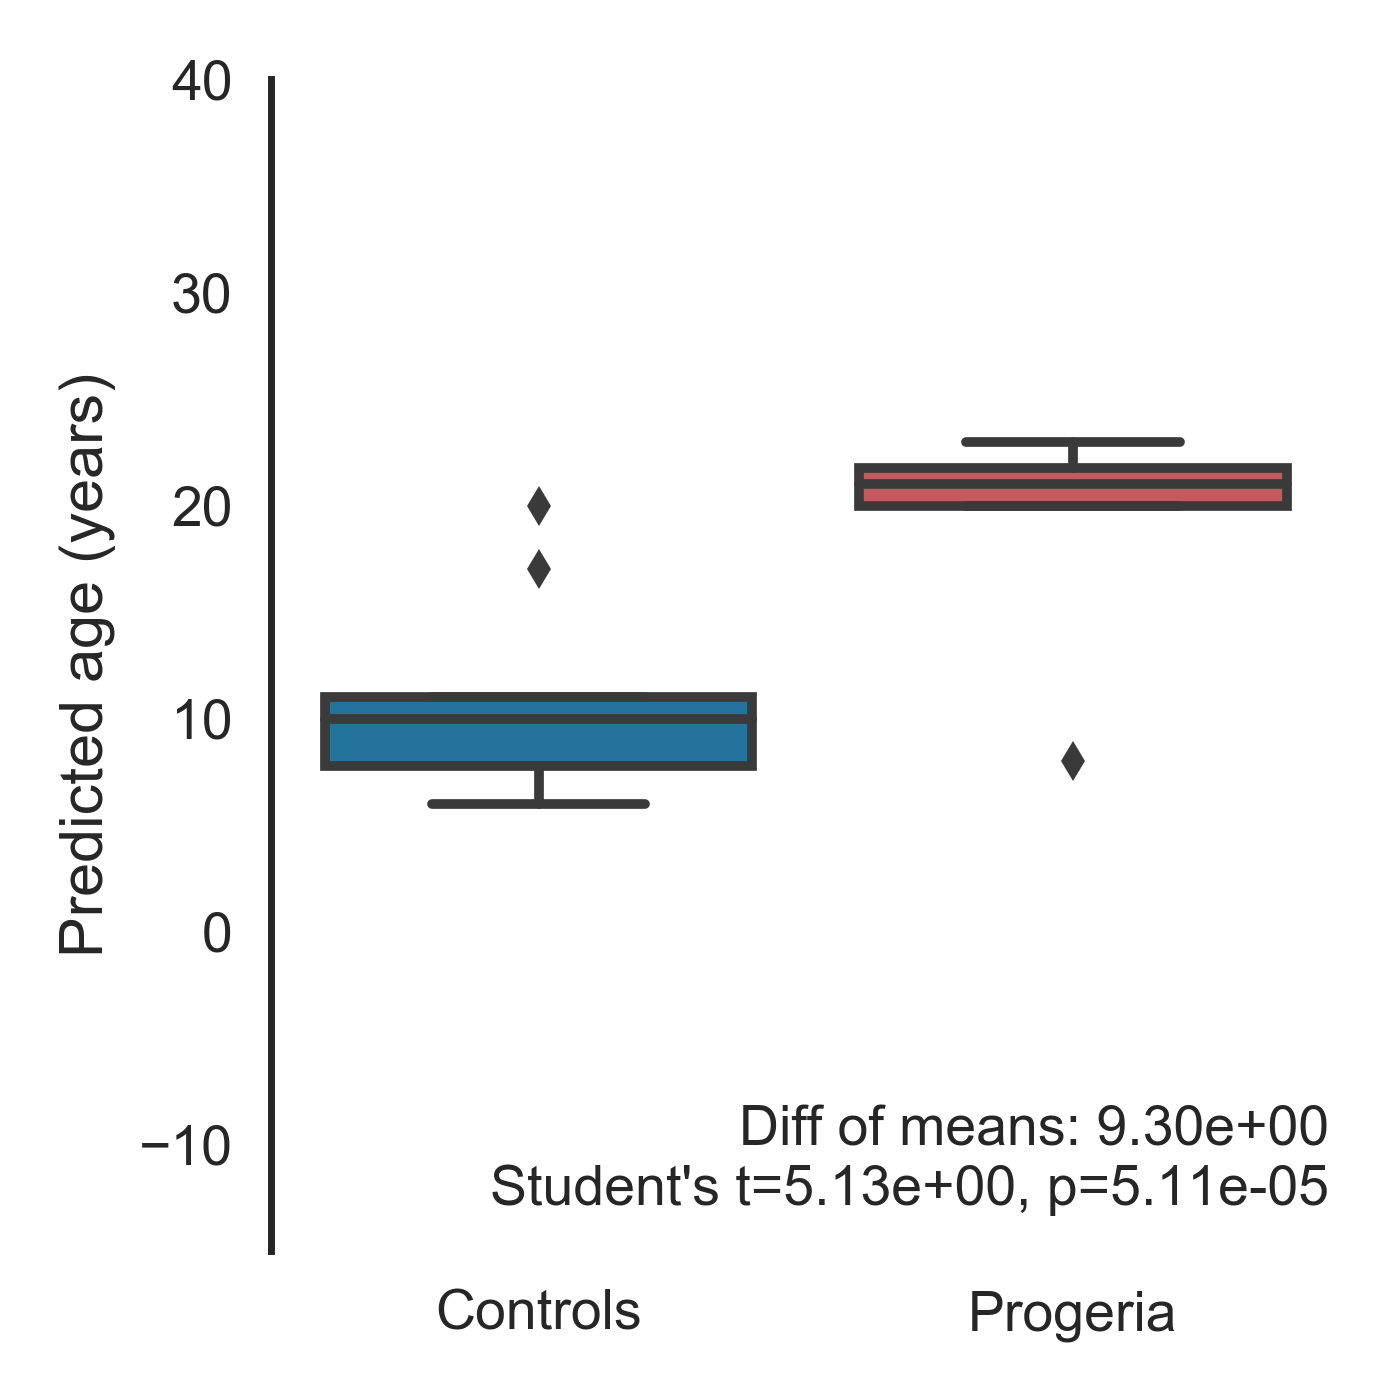 40
30
20
10
0
−10
Predicted age (years)
Diff of means: 9.30e+00
Student's t=5.13e+00, p=5.11e-05
Controls
Progeria